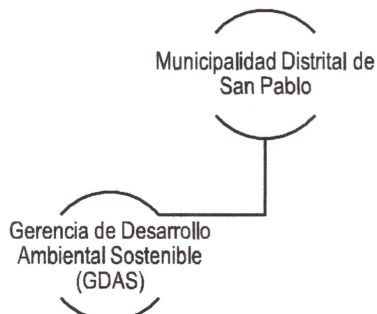 Municipalidad Distrital de
San Pablo
Gerencia de Desarrollo
Ambiental Sostenible
(GDAS)